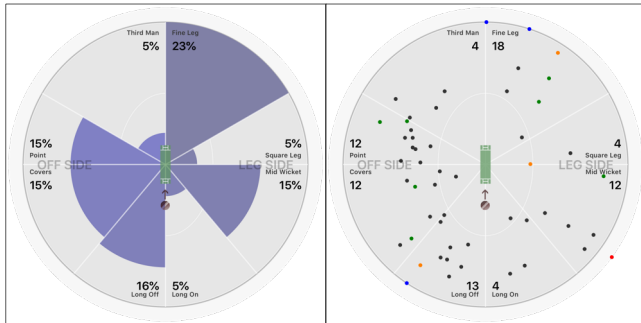 Third Man Fine Leg
5% 23%
15% 5%
Point Square Leg
OFF SIDE LEG SIDE
Covers Mid Wicket
15% 15%
16% 5%
Long Off Long On
Third Man Fine Leg
4 18
12 4
Point Square Leg
OFF SIDE LEG SIDE
Covers Mid Wicket
12 12
13 4
Long Off Long On